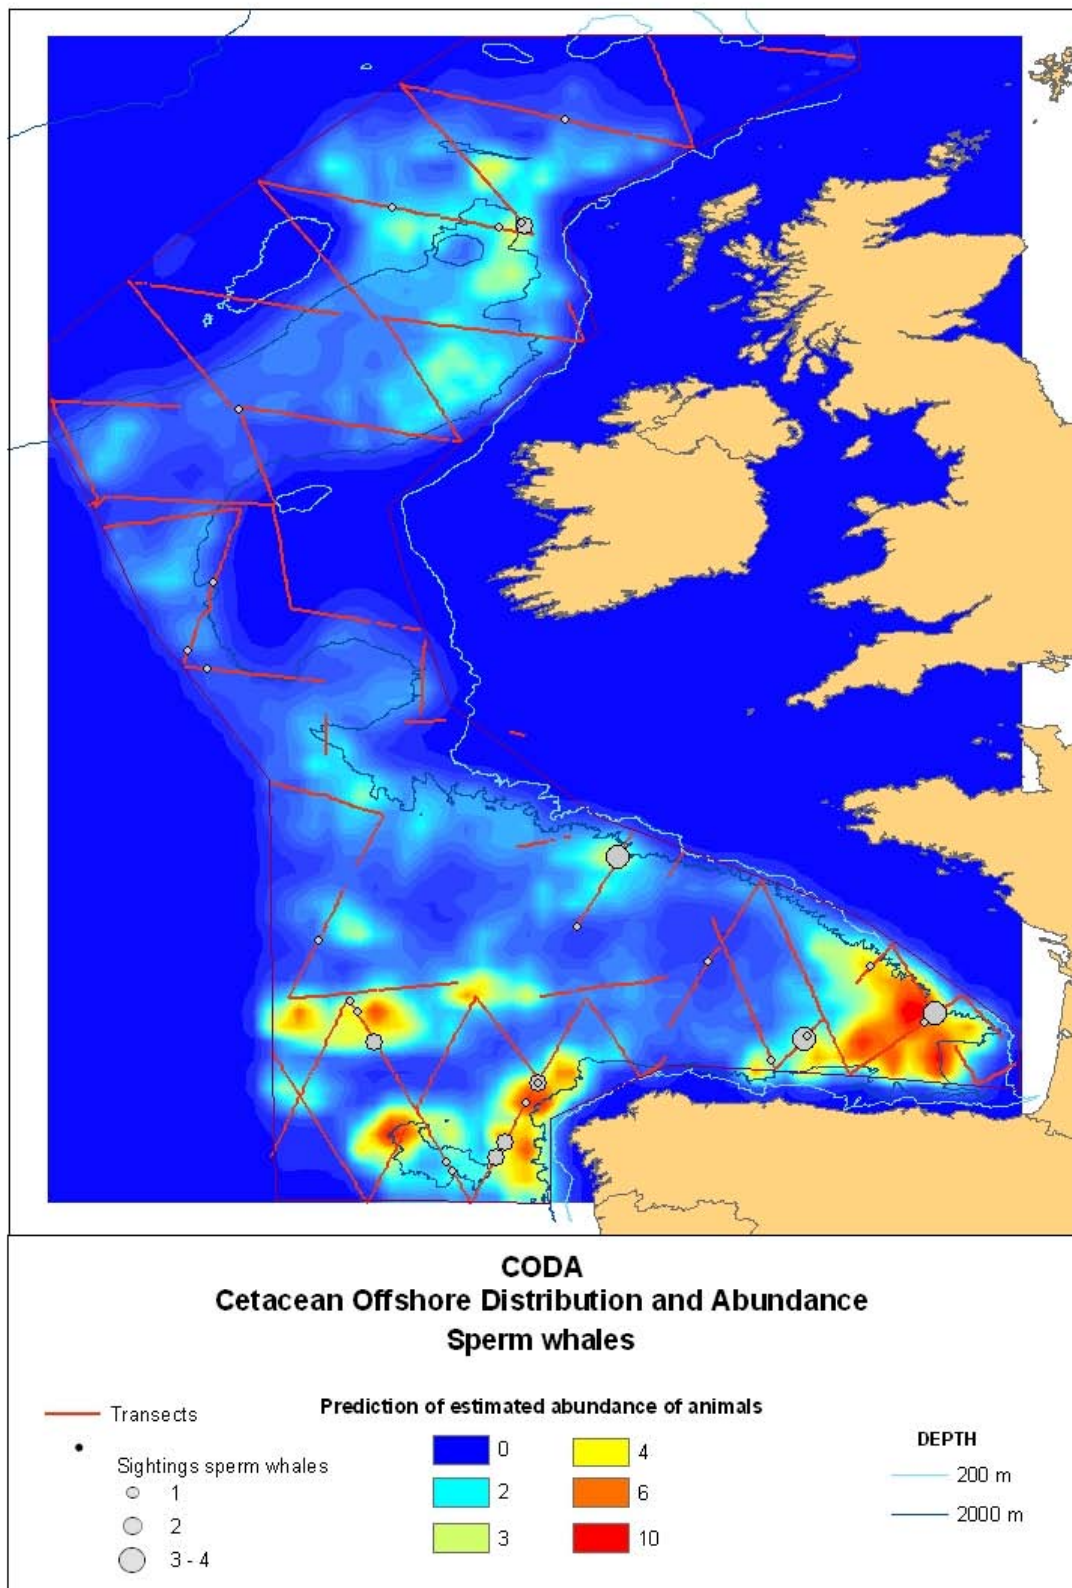 CODA
Cetacean Offshore Distribution and Abundance
Sperm whales
Transects
Sightings sperm whales
1
2
3 - 4
Prediction of estimated abundance of animals
0
2
3
4
6
10
DEPTH
200 m
2000 m